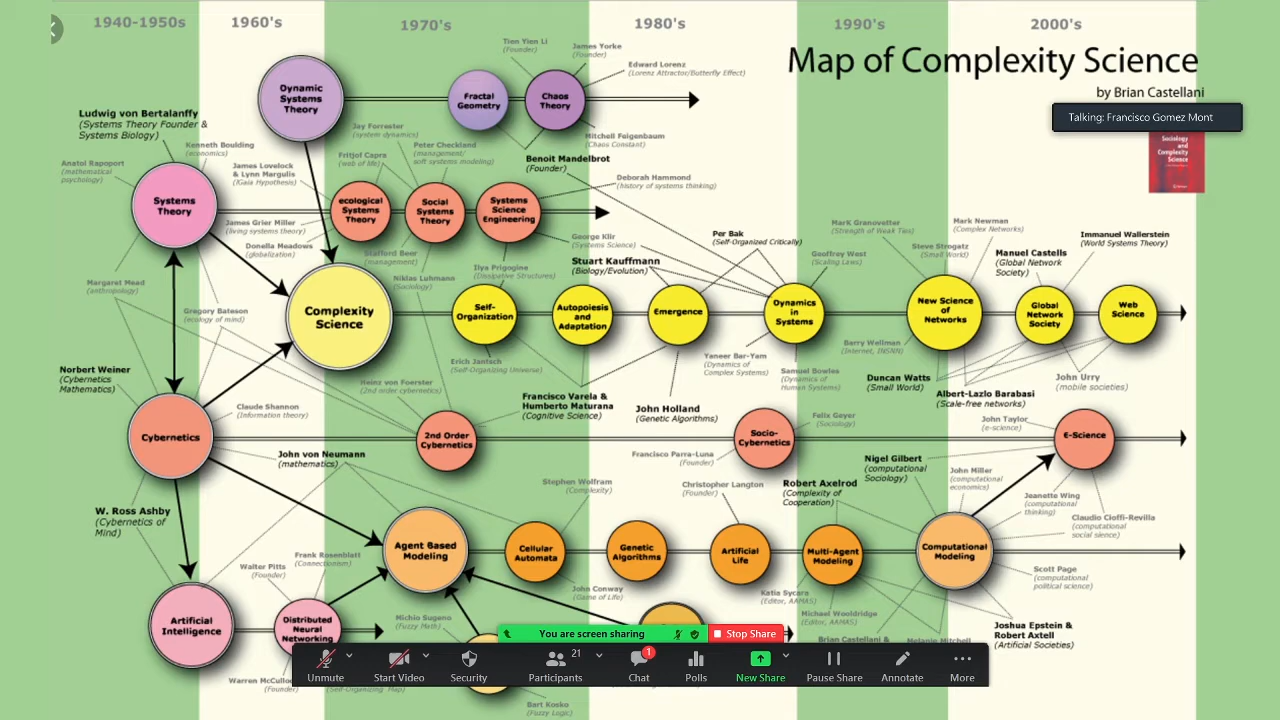 1940-1950s
1960's
1970's
1980's
1990's
2000's
Map of Complexity Science
by Brian Castellani
Talking: Francisco Gomez Mont
Sociology
and
Complexity
Science
Tien Yien Li
(Founder)
James Yorke
(Founder)
Edward Lorenz
(Lorenz Attractor/Butterfly Effect)
Dynamic
Systems
Theory
Fractal
Geometry
Chaos
Theory
Ludwig von Bertalanffy
(Systems Theory Founder &
Systems Biology)
Kenneth Boulding
(economics)
Jay Forrester
(system dynamics)
Peter Checkland
(management/
soft systems modeling)
Mitchell Feigenbaum
(Chaos Constant)
Benoit Mandelbrot
(Founder)
Anatol Rapoport
(mathematical
psychology)
James Lovelock
& Lynn Margulis
(Gaia Hypothesis)
Fritjof Capra
(web of life)
Deborah Hammond
(history of systems thinking)
Systems
Theory
ecological
Systems
Theory
Social
Systems
Theory
Systems
Science
Engineering
James Grier Miller
(living systems theory)
Donella Meadows
(globalization)
Stafford Beer
(management)
George Klir
(Systems Science)
Per Bak
(Self-Organized Critically)
Mark Granovetter
(Strength of Weak Ties)
Mark Newman
(Complex Networks)
Immanuel Wallerstein
(World Systems Theory)
Geoffrey West
(Scaling Laws)
Steve Strogatz
(Small World)
Manuel Castells
(Global Network
Society)
Margaret Mead
(anthropology)
Niklas Luhmann
(Sociology)
Ilya Prigogine
(Dissipative Structures)
Stuart Kauffmann
(Biology/Evolution)
Gregory Bateson
(ecology of mind)
Complexity
Science
Self-
Organization
Autopoiesis
and
Adaptation
Emergence
Dynamics
in
Systems
New Science
of
Networks
Global
Network
Society
Web
Science
Norbert Weiner
(Cybernetics
Mathematics)
Erich Jantsch
(Self-Organizing Universe)
Yaneer Bar-Yam
(Dynamics of
Complex Systems)
Samuel Bowles
(Dynamics of
Human Systems)
Barry Wellman
(Internet, INSNN)
Duncan Watts
(Small World)
Albert-Lazlo Barabasi
(Scale-free networks)
John Urry
(mobile societies)
Heinz von Foerster
(2nd order cybernetics)
Francisco Varela &
Humberto Maturana
(Cognitive Science)
John Holland
(Genetic Algorithms)
Claude Shannon
(Information theory)
Felix Geyer
(Sociology)
John Taylor
(e-science)
Cybernetics
2nd Order
Cybernetics
Socio-
Cybernetics
E-Science
John von Neumann
(mathematics)
Francisco Parra-Luna
(Founder)
Nigel Gilbert
(computational
Sociology)
John Miller
(computational
economics)
W. Ross Ashby
(Cybernetics of
Mind)
Stephen Wolfram
(Complexity)
Christopher Langton
(Founder)
Robert Axelrod
(Complexity of
Cooperation)
Jeanette Wing
(computational
thinking)
Claudio Cioffi-Revilla
(computational
social sience)
Agent Based
Modeling
Cellular
Automata
Genetic
Algorithms
Artificial
Life
Multi-Agent
Modeling
Computational
Modeling
Frank Rosenblatt
(Connectionism)
Walter Pitts
(Founder)
John Conway
(Game of Life)
Katia Sycara
(Editor, AAMAS)
Scott Page
(computational
political science)
Artificial
Intelligence
Distributed
Neural
Networking
Michio Sugeno
(Fuzzy Math)
Michael Wooldridge
(Editor, AAMAS)
Joshua Epstein &
Robert Axtell
(Artificial Societies)
Brian Castellani &
Melanie Mitchell
You are screen sharing
Stop Share
Warren McCullo
(Founder)
(Self-Organizing Map)
Bart Kosko
(Fuzzy Logic)
Unmute
Start Video
Security
21
Participants
1
Chat
Polls
New Share
Pause Share
Annotate
More